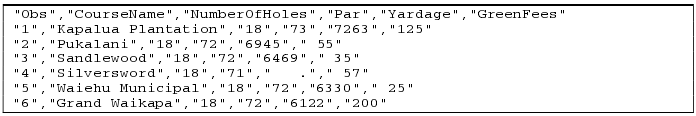 "Obs","CourseName","NumberOfHoles","Par","Yardage","GreenFees"
"1","Kapalua Plantation","18","73","7263","125"
"2","Pukalani","18","72","6945"," 55"
"3","Sandlewood","18","72","6469"," 35"
"4","Silversword","18","71","   ."," 57"
"5","Waiehu Municipal","18","72","6330"," 25"
"6","Grand Waikapa","18","72","6122","200"